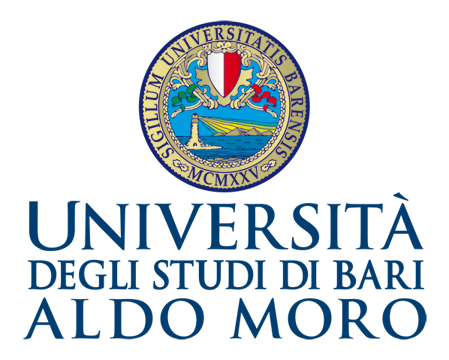 SIGILLUM UNIVERSITATIS BARENSIS
MCMXXV
UNIVERSITÀ
DEGLI STUDI DI BARI
ALDO MORO